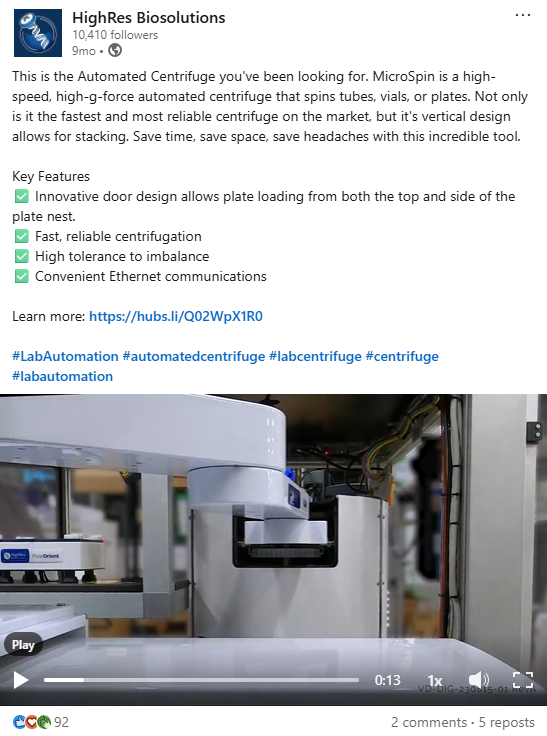 HighRes Biosolutions
10,410 followers
9mo •
This is the Automated Centrifuge you've been looking for. MicroSpin is a high-
speed, high-g-force automated centrifuge that spins tubes, vials, or plates. Not only
is it the fastest and most reliable centrifuge on the market, but it's vertical design
allows for stacking. Save time, save space, save headaches with this incredible tool.
Key Features
✅ Innovative door design allows plate loading from both the top and side of the
plate nest.
✅ Fast, reliable centrifugation
✅ High tolerance to imbalance
✅ Convenient Ethernet communications
Learn more: https://hubs.li/Q02WpX1R0
#LabAutomation #automatedcentrifuge #labcentrifuge #centrifuge
#labautomation
HighRes PlateOrient
Play
0:13 1x
92 2 comments · 5 reposts